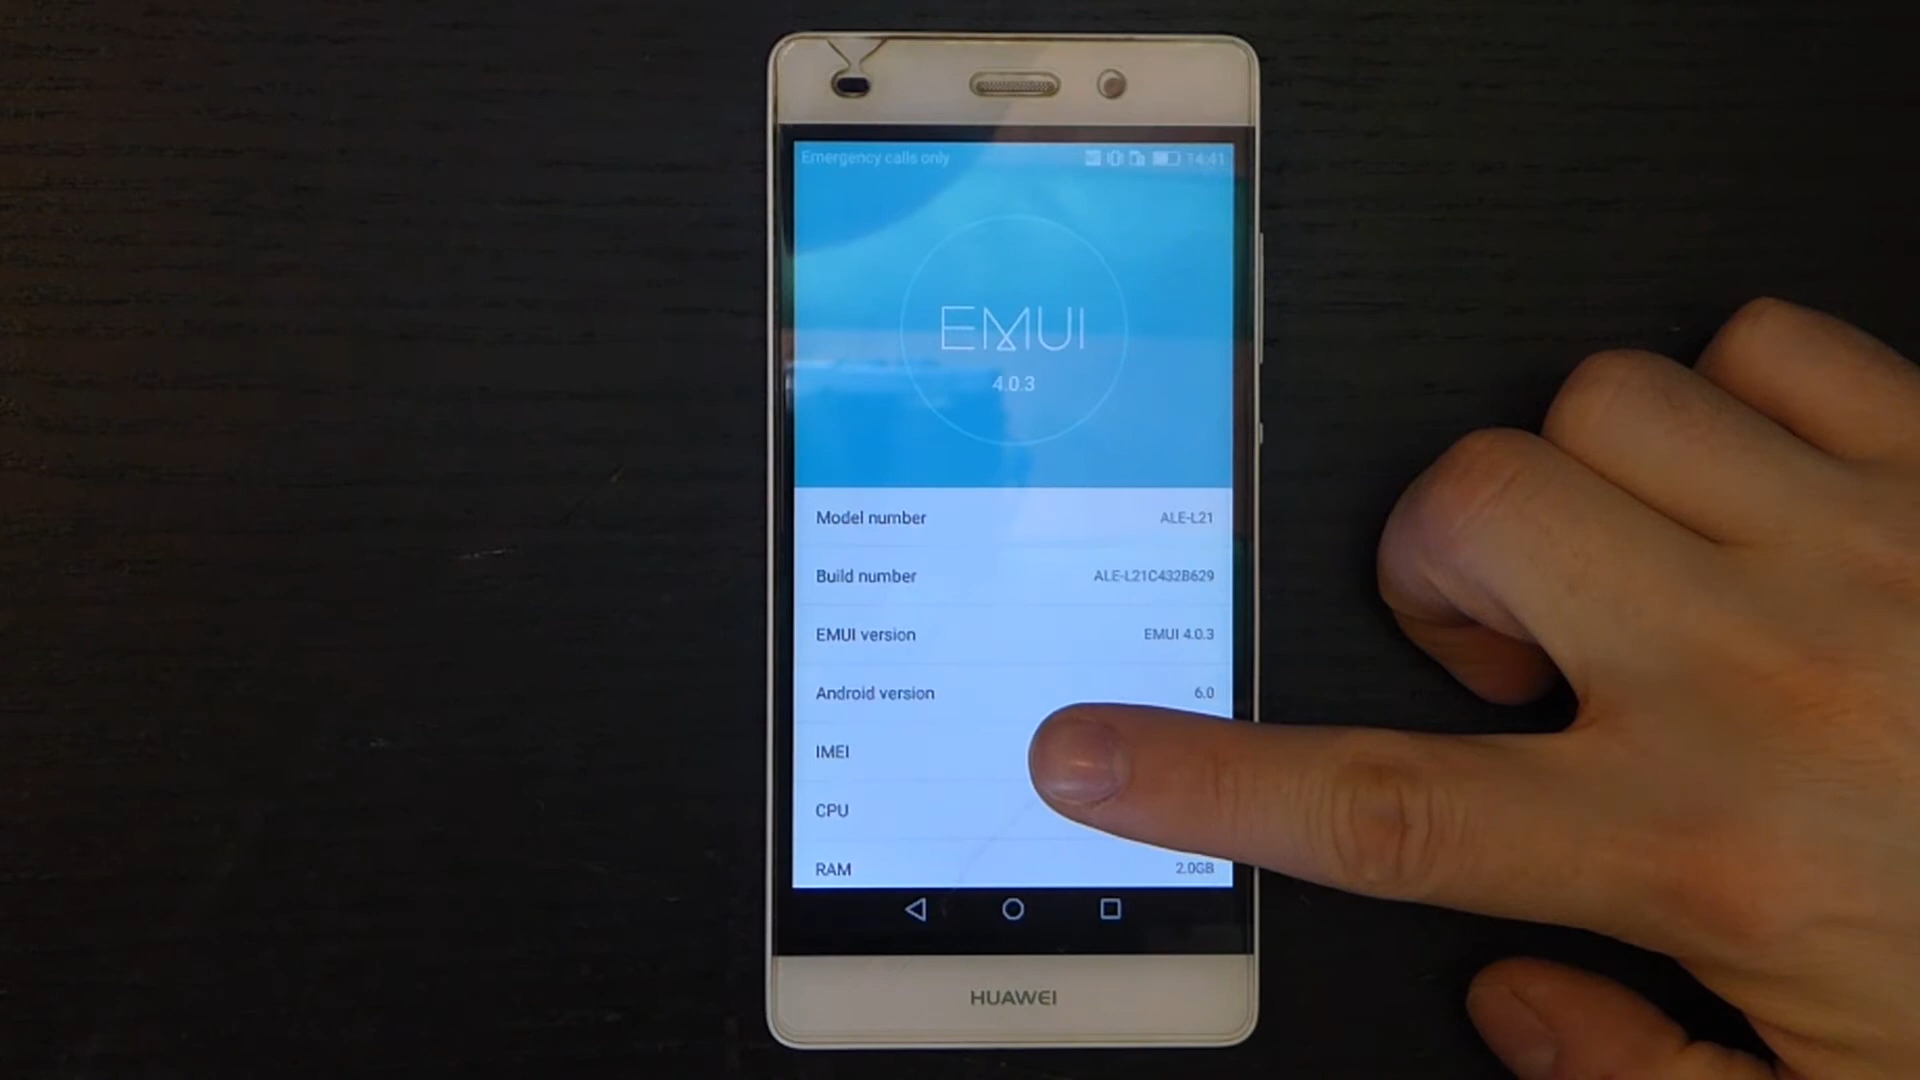 Emergency calls only 14:41
EMUI
4.0.3
Model number ALE-L21
Build number ALE-L21C432B629
EMUI version EMUI 4.0.3
Android version 6.0
IMEI
CPU
RAM 2.0GB
HUAWEI